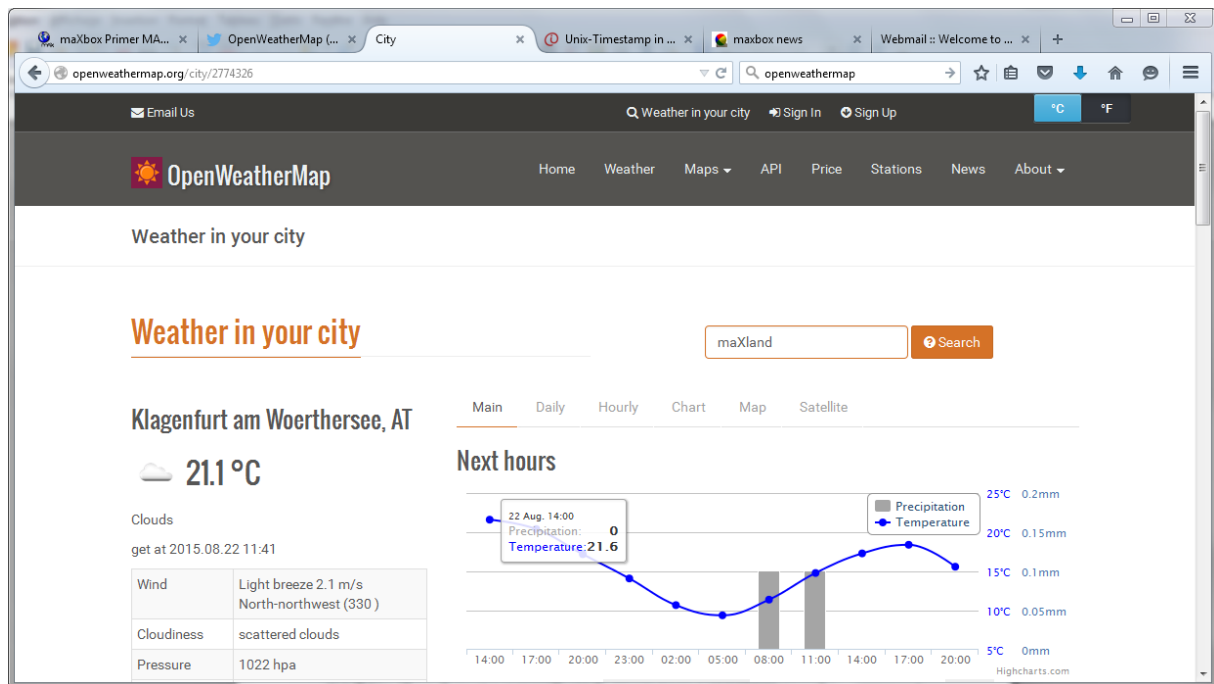 maXbox Primer MA...
OpenWeatherMap (...
City
Unix-Timestamp in ...
maxbox news
Webmail :: Welcome to ...
openweathermap.org/city/2774326
openweathermap
Email Us
Weather in your city
Sign In
Sign Up
°C
°F
OpenWeatherMap
Home
Weather
Maps
API
Price
Stations
News
About
Weather in your city
Weather in your city
maXland
Search
Klagenfurt am Woerthersee, AT
21.1 °C
Clouds
get at 2015.08.22 11:41
Wind
Light breeze 2.1 m/s
North-northwest (330 )
Cloudiness
scattered clouds
Pressure
1022 hpa
Main
Daily
Hourly
Chart
Map
Satellite
Next hours
22 Aug. 14:00
Precipitation: 0
Temperature:21.6
Precipitation
Temperature
25°C 0.2mm
20°C 0.15mm
15°C 0.1mm
10°C 0.05mm
5°C 0mm
14:00 17:00 20:00 23:00 02:00 05:00 08:00 11:00 14:00 17:00 20:00
Highcharts.com